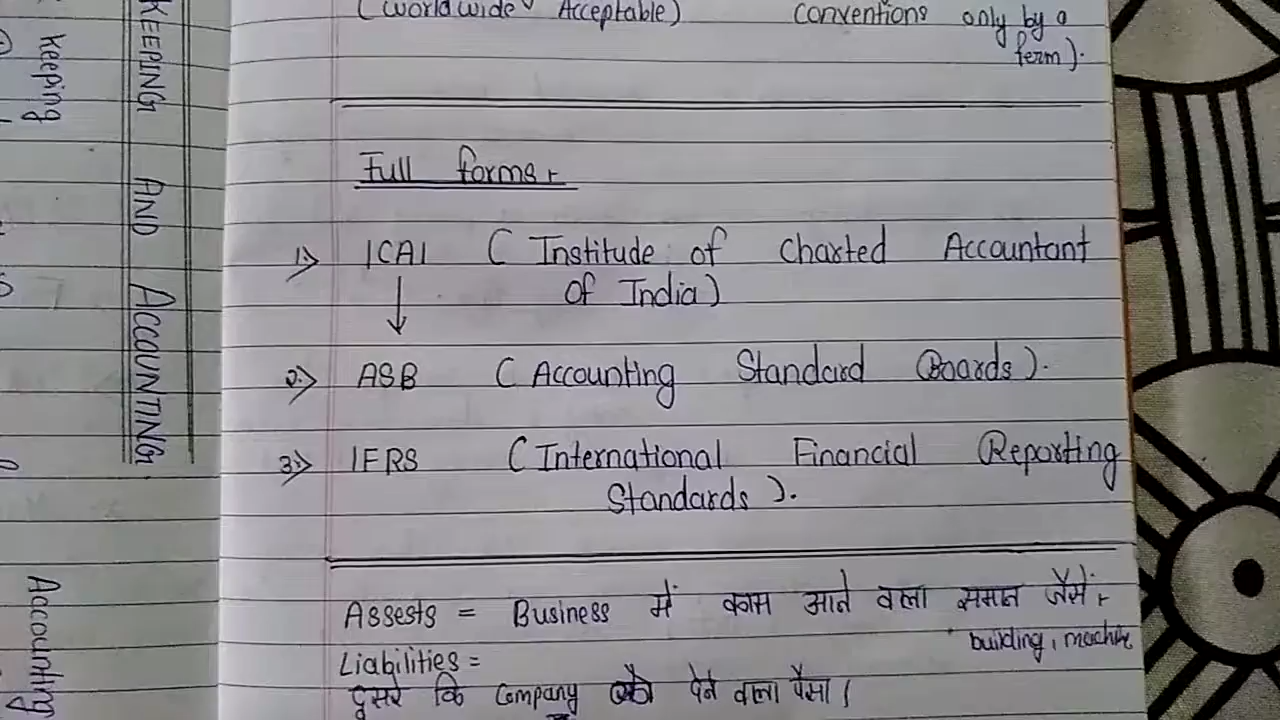 (Worldwide Acceptable) conventions only by a
ferm).
Full forms:-
1.> ICAI ( Institude of Charted Accountant
Of India)
2.> ASB ( Accounting Standard Boards ).
3.> IFRS ( International Financial Reporting
Standards ).
Assests = Business में काम आने वला समान जैसें:-
building, machine
Liabilities =
दुसरे कि Company को पेने वाला पैसा ।
KEEPING AND ACCOUNTING
keeping
Accounting